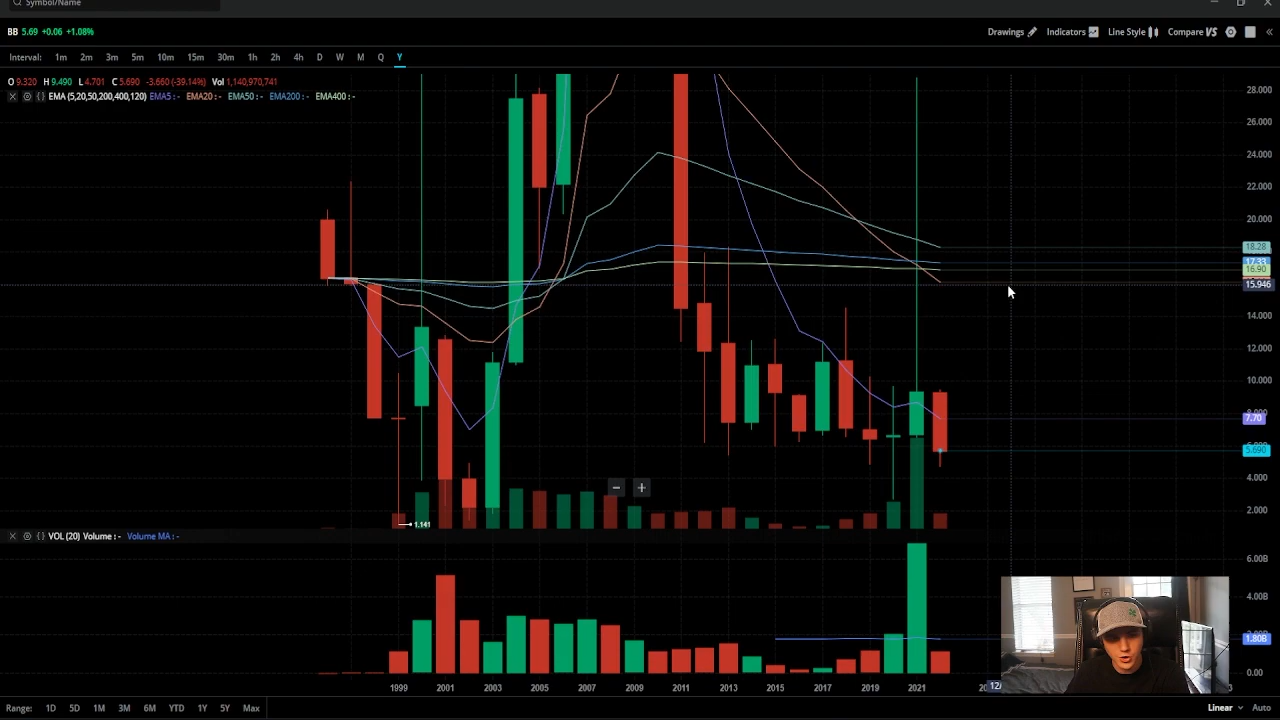 Symbol/Name
BB 5.69 +0.06 +1.08%
Drawings Indicators Line Style Compare VS
Interval: 1m 2m 3m 5m 10m 15m 30m 1h 2h 4h D W M Q Y
O 9.320 H 9.490 L 4.701 C 5.690 -3.660 (-39.14%) Vol 1,140,970,741
EMA (5,20,50,200,400,120) EMA5 : - EMA20 : - EMA50 : - EMA200 : - EMA400 : -
28.000
26.000
24.000
22.000
20.000
18.28
17.33
16.90
15.946
14.000
12.000
10.000
7.70
5.690
4.000
2.000
1.141
VOL (20) Volume : - Volume MA : -
6.00B
4.00B
1.80B
0.00
1999 2001 2003 2005 2007 2009 2011 2013 2015 2017 2019 2021
Range: 1D 5D 1M 3M 6M YTD 1Y 5Y Max
Linear Auto